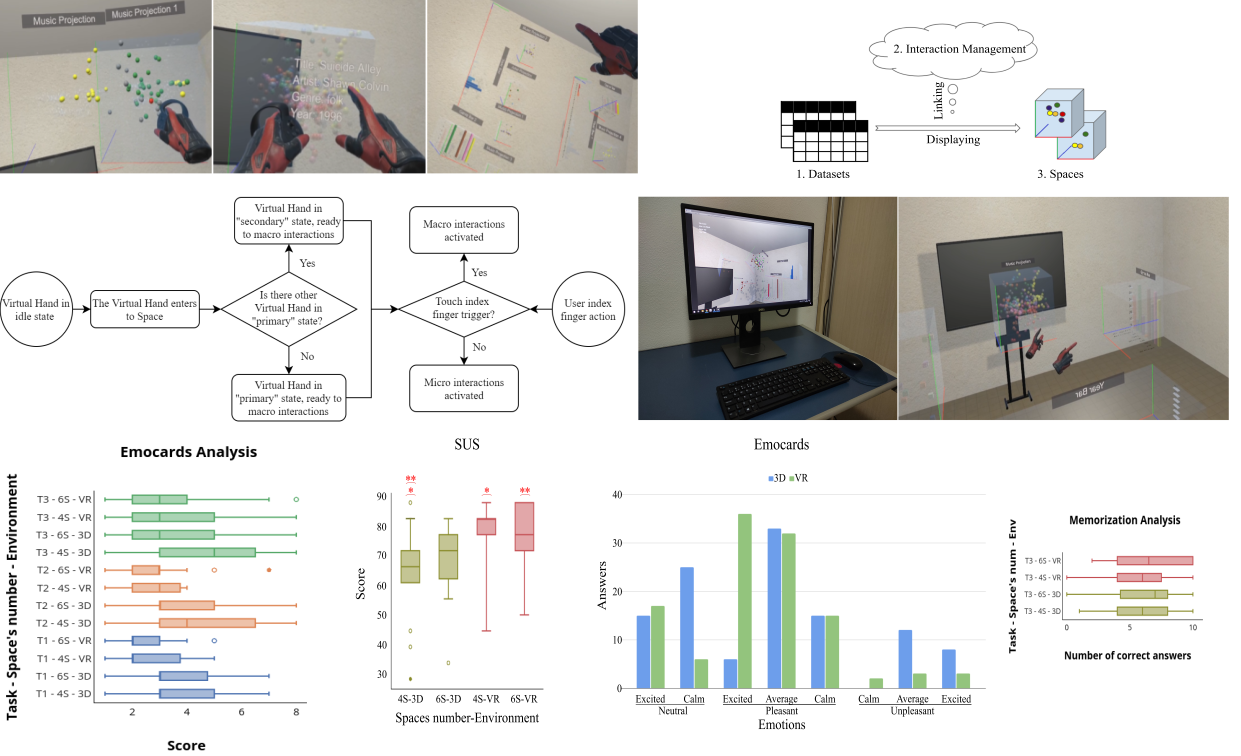 Music Projection
Music Projection 1
Title: Suicide Alley
Artist: Shawn Colvin
Genre: folk
Year: 1996
2. Interaction Management
Linking
Displaying
1. Datasets
3. Spaces
Virtual Hand in
idle state
The Virtual Hand enters
to Space
Virtual Hand in
"secondary" state, ready
to macro interactions
Yes
Is there other
Virtual Hand in
"primary" state?
No
Virtual Hand in
"primary" state, ready to
macro interactions
Macro interactions
activated
Yes
Touch index
finger trigger?
No
Micro interactions
activated
User index
finger action
Music Projection
Year Bar
Emocards Analysis
Task - Space's number - Environment
T3 - 6S - VR
T3 - 4S - VR
T3 - 6S - 3D
T3 - 4S - 3D
T2 - 6S - VR
T2 - 4S - VR
T2 - 6S - 3D
T2 - 4S - 3D
T1 - 6S - VR
T1 - 4S - VR
T1 - 6S - 3D
T1 - 4S - 3D
2 4 6 8
Score
SUS
** * * **
Score
90
80
70
60
50
40
30
4S-3D 6S-3D 4S-VR 6S-VR
Spaces number-Environment
Emocards
3D VR
Answers
40
30
20
10
0
Excited Calm Excited Average Calm Calm Average Excited
Neutral Pleasant Unpleasant
Emotions
Memorization Analysis
Task - Space's num - Env
T3 - 6S - VR
T3 - 4S - VR
T3 - 6S - 3D
T3 - 4S - 3D
0 5 10
Number of correct answers